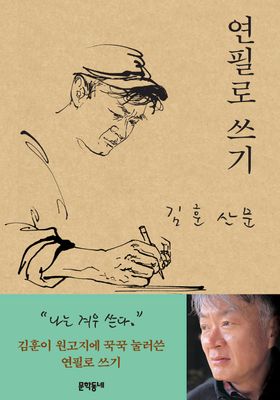 연필로 쓰기
김훈 산문
“나는 겨우 쓴다.”
김훈이 원고지에 꾹꾹 눌러쓴
연필로 쓰기
문학동네